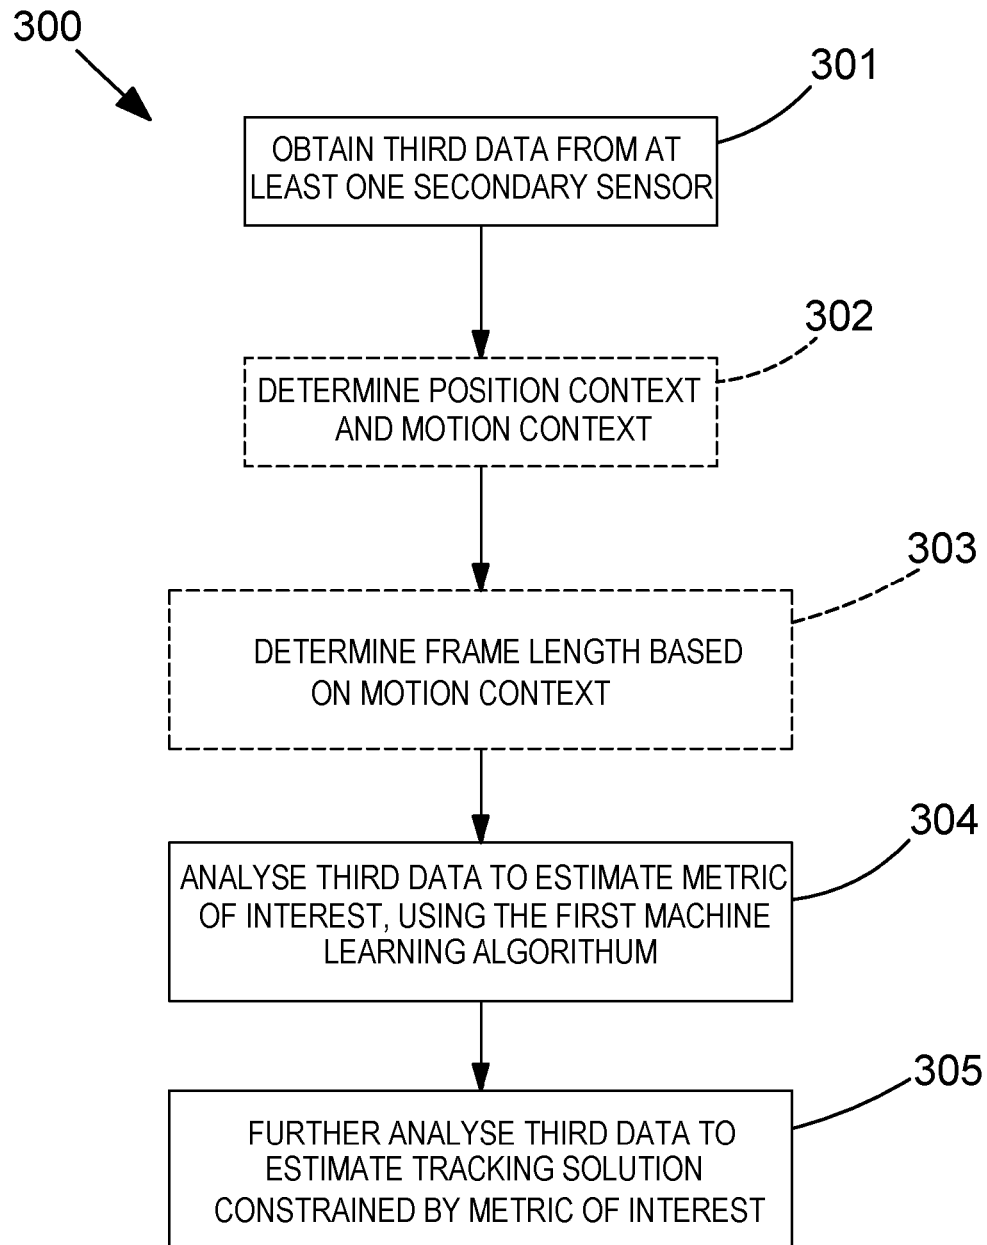 300
301
OBTAIN THIRD DATA FROM AT
LEAST ONE SECONDARY SENSOR
302
DETERMINE POSITION CONTEXT
AND MOTION CONTEXT
303
DETERMINE FRAME LENGTH BASED
ON MOTION CONTEXT
304
ANALYSE THIRD DATA TO ESTIMATE METRIC
OF INTEREST, USING THE FIRST MACHINE
LEARNING ALGORITHUM
305
FURTHER ANALYSE THIRD DATA TO
ESTIMATE TRACKING SOLUTION
CONSTRAINED BY METRIC OF INTEREST